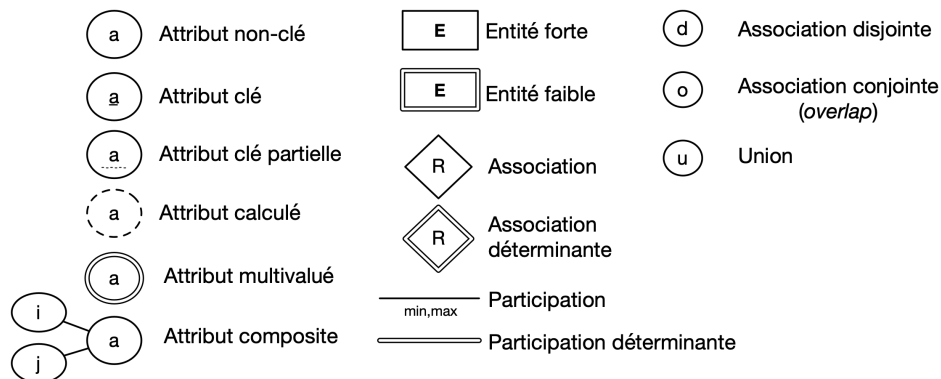 a Attribut non-clé
a Attribut clé
a Attribut clé partielle
a Attribut calculé
a Attribut multivalué
i
a Attribut composite
j
E Entité forte
E Entité faible
R Association
R Association
déterminante
min,max Participation
Participation déterminante
d Association disjointe
o Association conjointe
(overlap)
u Union